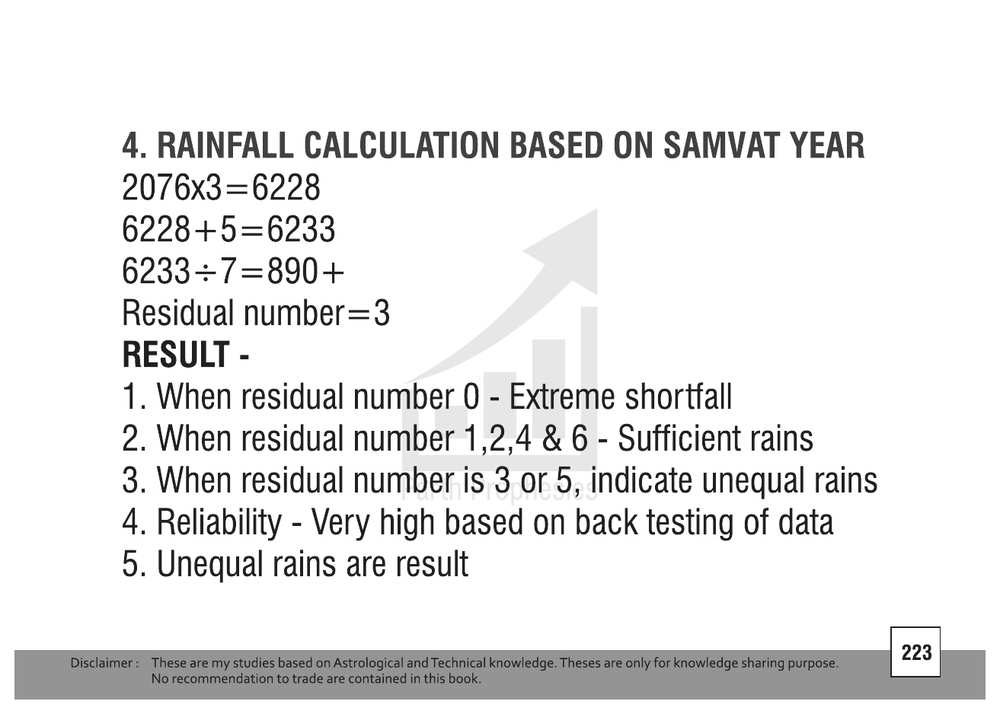 4. RAINFALL CALCULATION BASED ON SAMVAT YEAR
2076x3=6228
6228+5=6233
6233÷7=890+
Residual number=3
RESULT -
1. When residual number 0 - Extreme shortfall
2. When residual number 1,2,4 & 6 - Sufficient rains
3. When residual number is 3 or 5, indicate unequal rains
Parth Prophesies
4. Reliability - Very high based on back testing of data
5. Unequal rains are result
223
Disclaimer : These are my studies based on Astrological and Technical knowledge. Theses are only for knowledge sharing purpose.
No recommendation to trade are contained in this book.